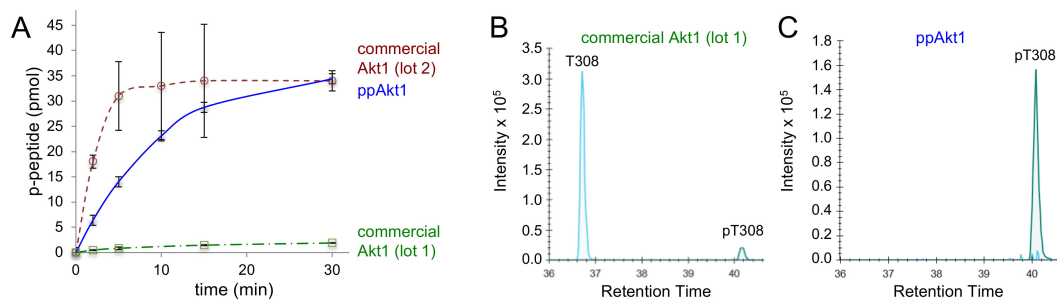 A
p-peptide (pmol)
45
40
35
30
25
20
15
10
5
0
0
10
20
30
time (min)
commercial
Akt1 (lot 2)
ppAkt1
commercial
Akt1 (lot 1)
B
commercial Akt1 (lot 1)
Intensity x 10⁵
3.5
3.0
2.5
2.0
1.5
1.0
0.5
0.0
T308
pT308
36
37
38
39
40
Retention Time
C
ppAkt1
Intensity x 10⁵
1.8
1.6
1.4
1.2
1.0
0.8
0.6
0.4
0.2
0.0
pT308
36
37
38
39
40
Retention Time